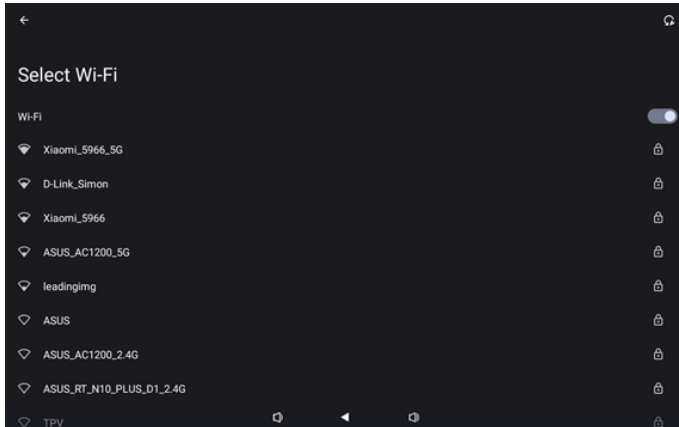 Select Wi-Fi
Wi-Fi
Xiaomi_5966_5G
D-Link_Simon
Xiaomi_5966
ASUS_AC1200_5G
leadingimg
ASUS
ASUS_AC1200_2.4G
ASUS_RT_N10_PLUS_D1_2.4G
TPV